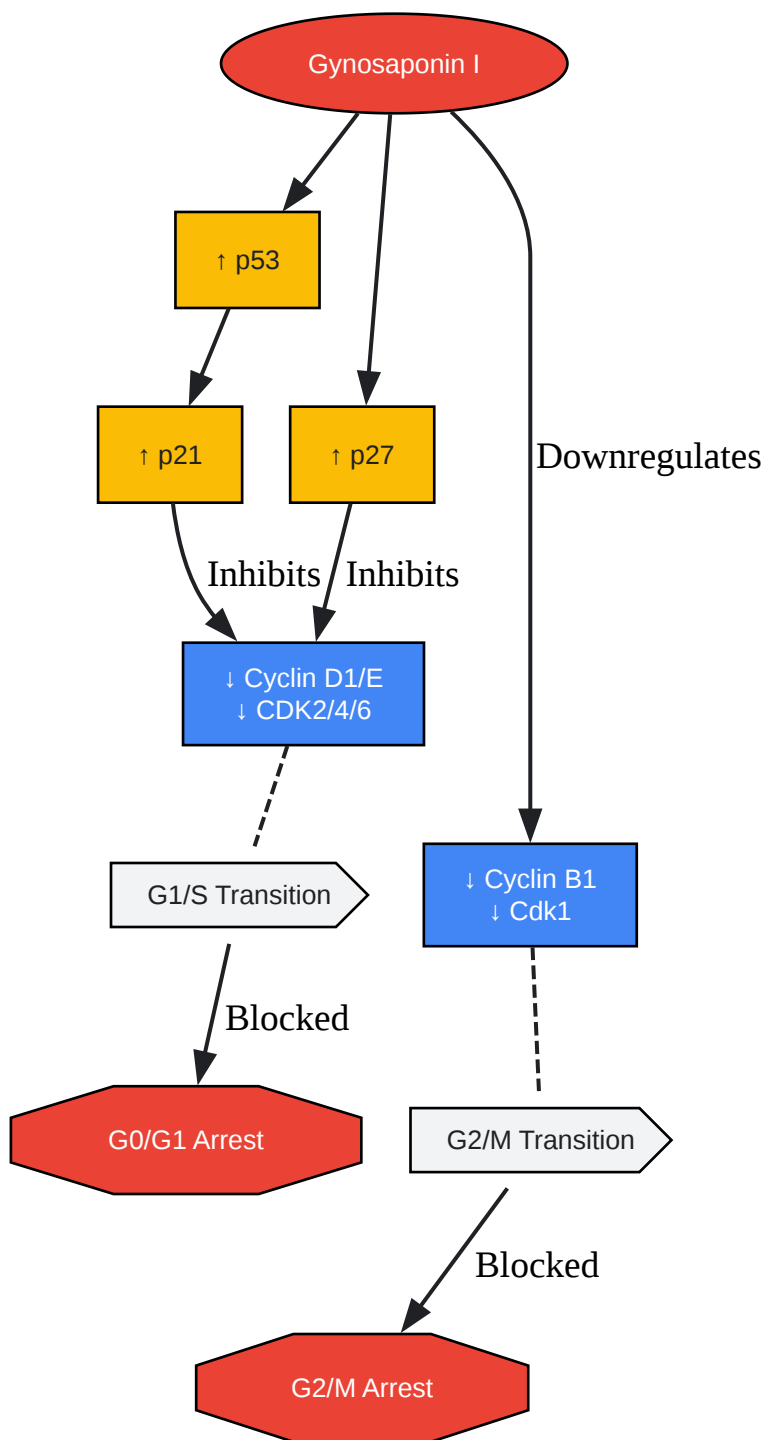 Gynosaponin I
↑ p53
↑ p21
↑ p27
Downregulates
Inhibits
Inhibits
↓ Cyclin D1/E
↓ CDK2/4/6
G1/S Transition
↓ Cyclin B1
↓ Cdk1
Blocked
G0/G1 Arrest
G2/M Transition
Blocked
G2/M Arrest